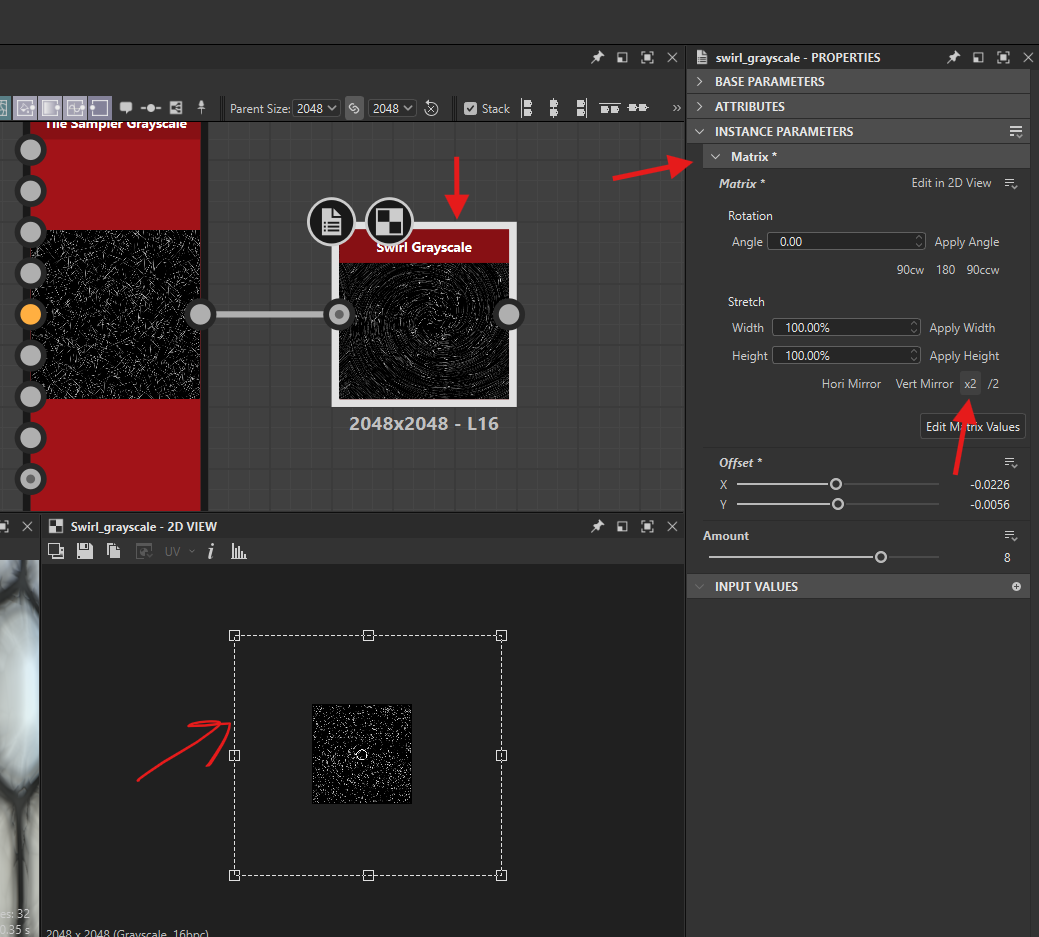 swirl_grayscale - PROPERTIES
BASE PARAMETERS
Parent Size: 2048 2048 Stack »
ATTRIBUTES
Tile Sampler Grayscale
INSTANCE PARAMETERS
Matrix *
Matrix * Edit in 2D View
Rotation
Angle 0.00 Apply Angle
90cw 180 90ccw
Swirl Grayscale
Stretch
Width 100.00% Apply Width
Height 100.00% Apply Height
Hori Mirror Vert Mirror x2 /2
2048x2048 - L16
Edit Matrix Values
Offset *
X -0.0226
Y -0.0056
Swirl_grayscale - 2D VIEW
Amount
UV i
8
INPUT VALUES
es: 32
0.35 s
2048 x 2048 (Grayscale, 16bpc)